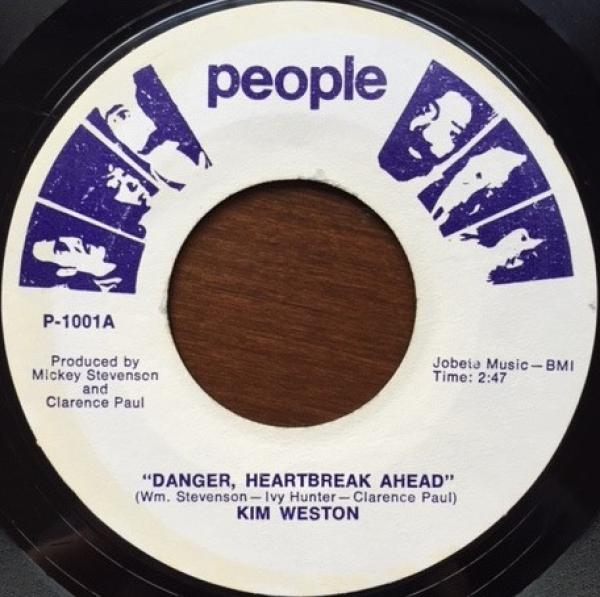 people
P-1001A
Produced by
Mickey Stevenson
and
Clarence Paul
Jobete Music—BMI
Time: 2:47
"DANGER, HEARTBREAK AHEAD"
(Wm. Stevenson—Ivy Hunter—Clarence Paul)
KIM WESTON